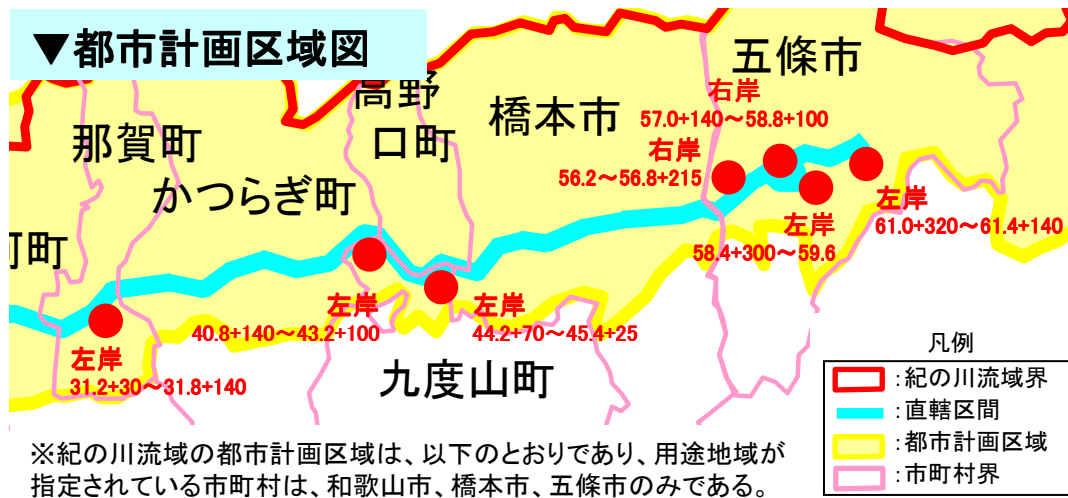 ▼都市計画区域図
五條市
高野
口町
橋本市
那賀町
かつらぎ町
町
右岸
57.0+140～58.8+100
右岸
56.2～56.8+215
左岸
61.0+320～61.4+140
左岸
58.4+300～59.6
左岸
40.8+140～43.2+100
左岸
44.2+70～45.4+25
左岸
31.2+30～31.8+140
九度山町
凡例
:紀の川流域界
:直轄区間
:都市計画区域
:市町村界
※紀の川流域の都市計画区域は、以下のとおりであり、用途地域が
指定されている市町村は、和歌山市、橋本市、五條市のみである。